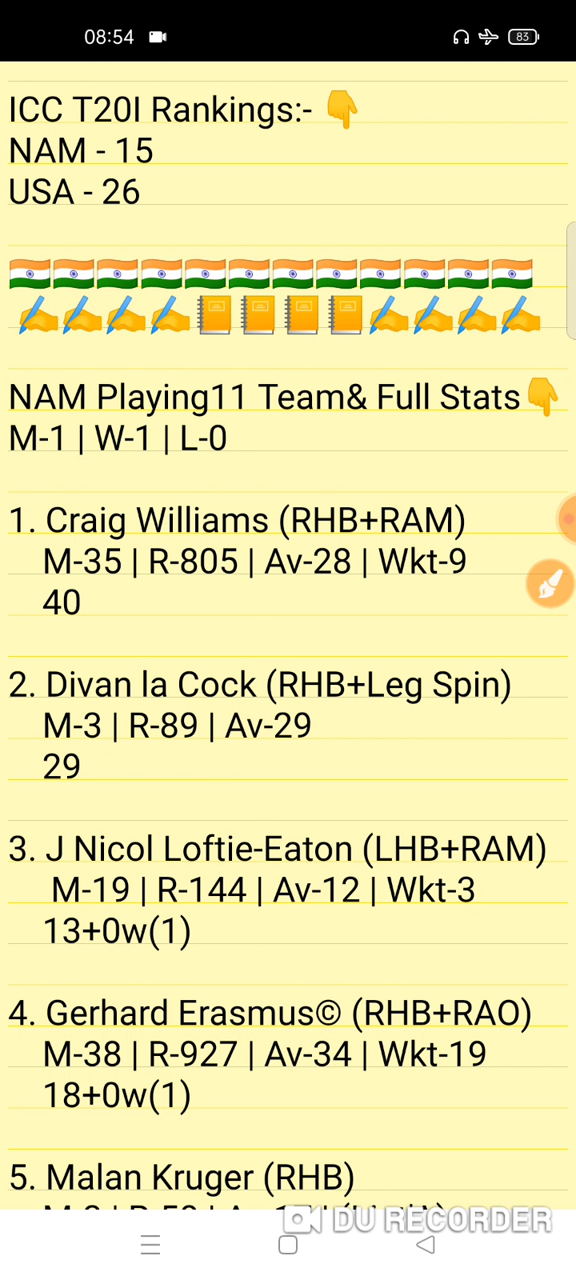 08:54
83
ICC T20I Rankings:- 👇
NAM - 15
USA - 26
🇮🇳🇮🇳🇮🇳🇮🇳🇮🇳🇮🇳🇮🇳🇮🇳🇮🇳🇮🇳🇮🇳🇮🇳
✍️✍️✍️✍️📒📒📒📒✍️✍️✍️✍️
NAM Playing11 Team& Full Stats👇
M-1 | W-1 | L-0
1. Craig Williams (RHB+RAM)
M-35 | R-805 | Av-28 | Wkt-9
40
2. Divan la Cock (RHB+Leg Spin)
M-3 | R-89 | Av-29
29
3. J Nicol Loftie-Eaton (LHB+RAM)
M-19 | R-144 | Av-12 | Wkt-3
13+0w(1)
4. Gerhard Erasmus© (RHB+RAO)
M-38 | R-927 | Av-34 | Wkt-19
18+0w(1)
5. Malan Kruger (RHB)
DU RECORDER